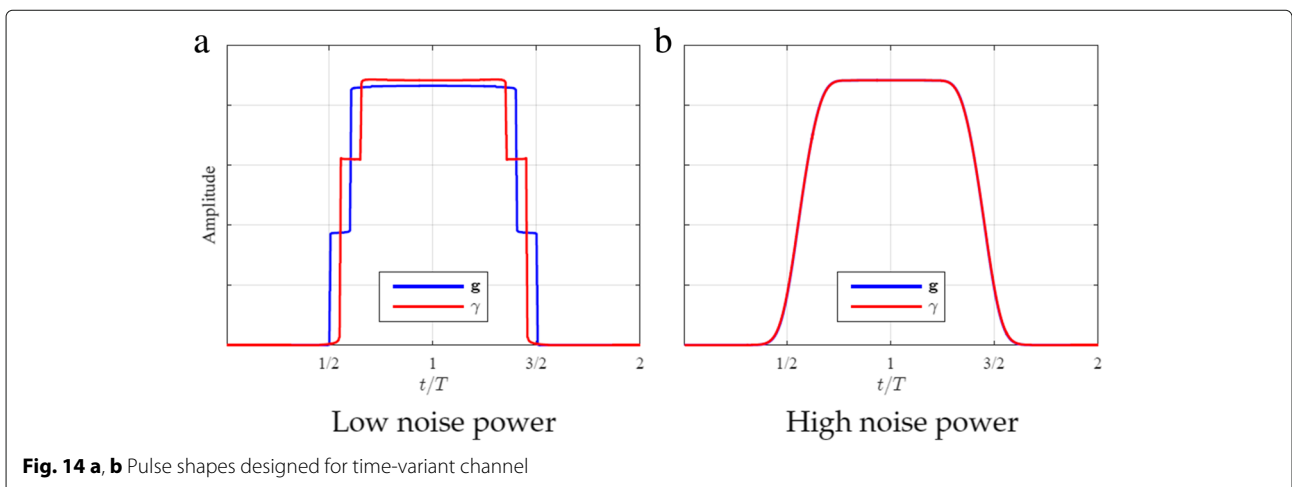 a
b
Amplitude
g
γ
g
γ
1/2 1 3/2 2
1/2 1 3/2 2
t/T
t/T
Low noise power
High noise power
Fig. 14 a, b Pulse shapes designed for time-variant channel